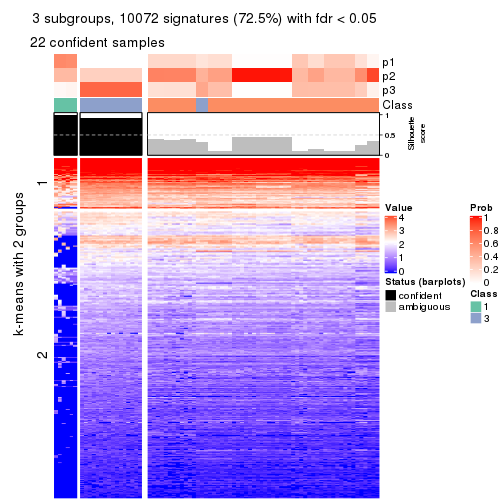 3 subgroups, 10072 signatures (72.5%) with fdr < 0.05
22 confident samples
p1
p2
p3
Class
1
0.5
0
Silhouette
score
k-means with 2 groups
1
2
Value
4
3
2
1
0
Prob
1
0.8
0.6
0.4
0.2
0
Status (barplots)
confident
ambiguous
Class
1
3